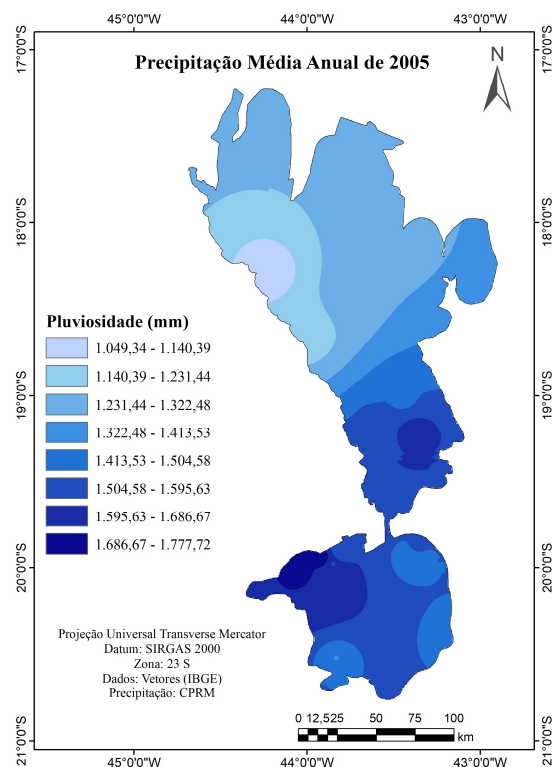 45°0'0"W 44°0'0"W 43°0'0"W
17°0'0"S 17°0'0"S
Precipitação Média Anual de 2005
N
18°0'0"S 18°0'0"S
Pluviosidade (mm)
1.049,34 - 1.140,39
1.140,39 - 1.231,44
1.231,44 - 1.322,48
1.322,48 - 1.413,53
1.413,53 - 1.504,58
1.504,58 - 1.595,63
1.595,63 - 1.686,67
1.686,67 - 1.777,72
19°0'0"S 19°0'0"S
20°0'0"S 20°0'0"S
Projeção Universal Transverse Mercator
Datum: SIRGAS 2000
Zona: 23 S
Dados: Vetores (IBGE)
Precipitação: CPRM
0 12,525 50 75 100
km
21°0'0"S 21°0'0"S
45°0'0"W 44°0'0"W 43°0'0"W